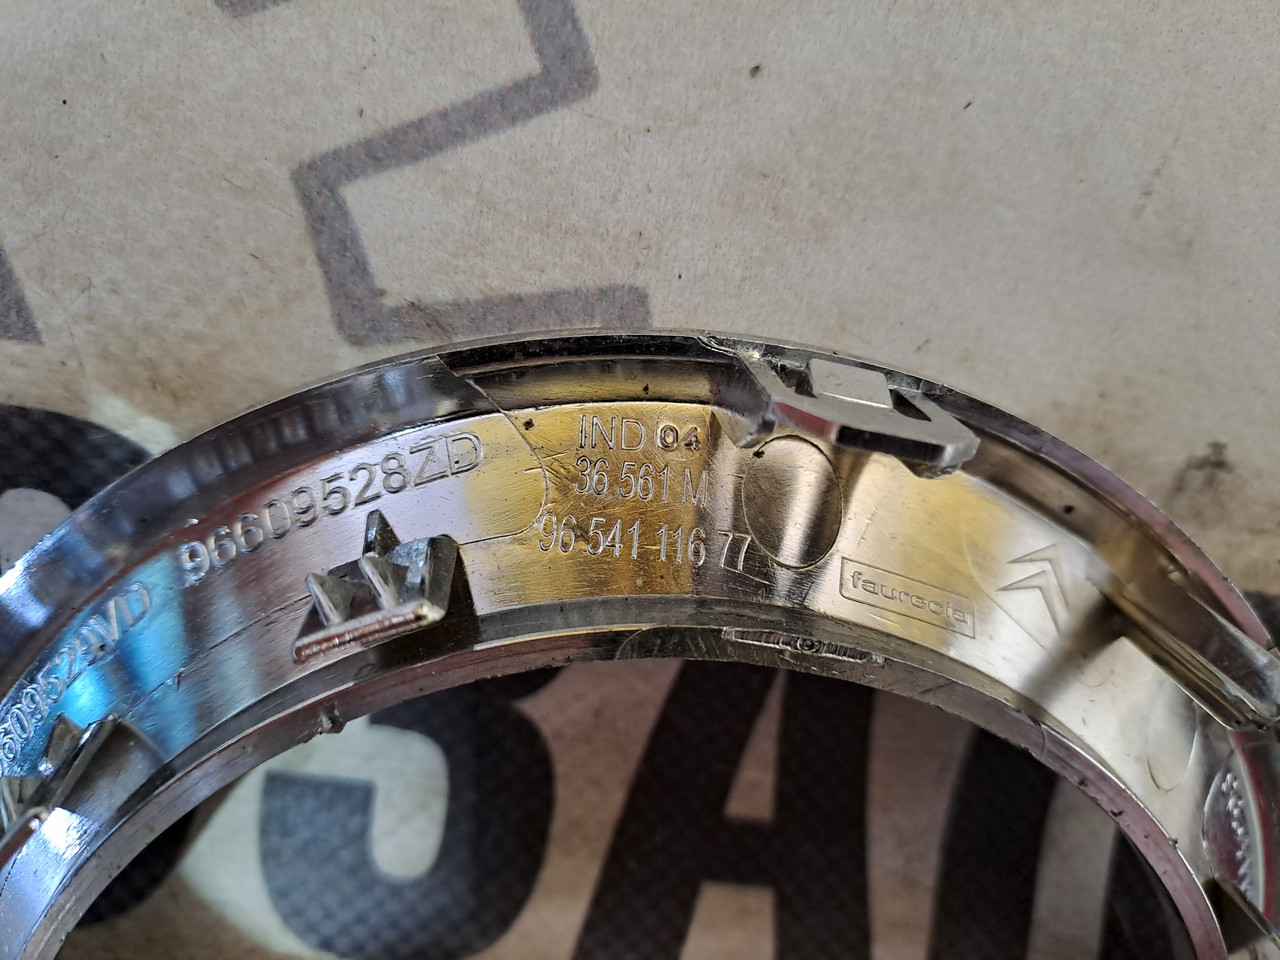 96609528ZD
IND 04
36 561 M
96 541 116 77
faurecia